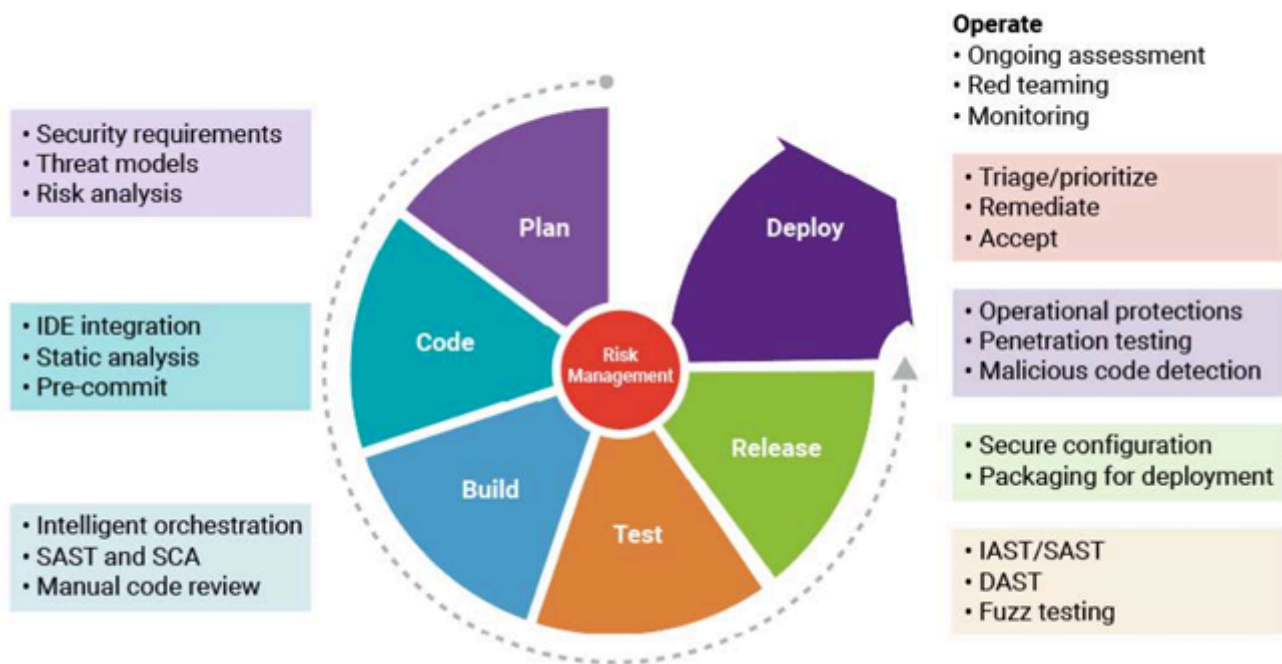 • Security requirements
• Threat models
• Risk analysis
• IDE integration
• Static analysis
• Pre-commit
• Intelligent orchestration
• SAST and SCA
• Manual code review
Plan
Code
Build
Test
Release
Deploy
Risk
Management
Operate
• Ongoing assessment
• Red teaming
• Monitoring
• Triage/prioritize
• Remediate
• Accept
• Operational protections
• Penetration testing
• Malicious code detection
• Secure configuration
• Packaging for deployment
• IAST/SAST
• DAST
• Fuzz testing